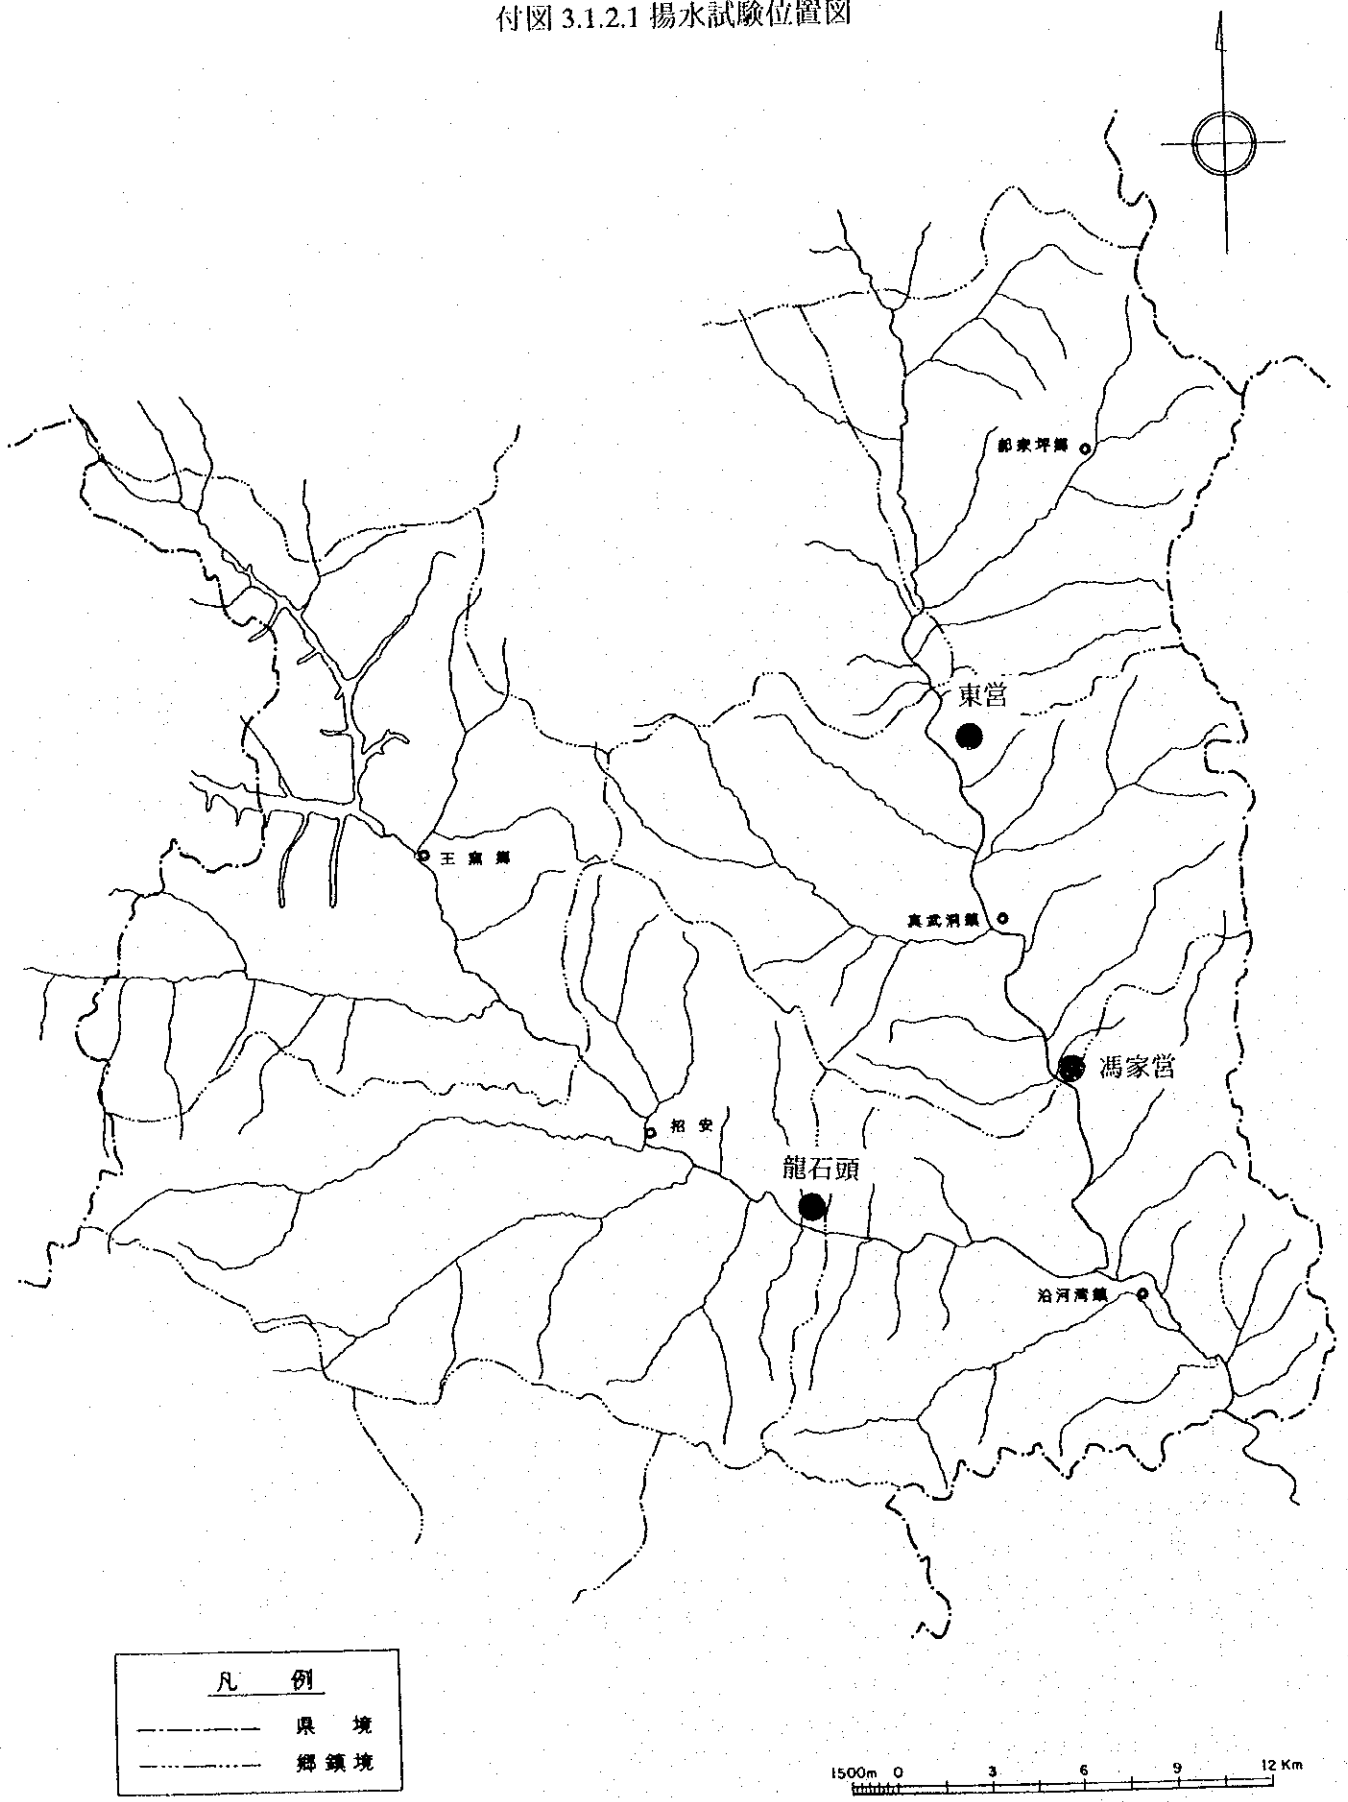 付図 3.1.2.1 揚水試験位置図
郝家坪郷
東営
王窯郷
真武洞鎮
馮家営
招安
龍石頭
沿河湾鎮
凡 例
県 境
郷鎮境
1500m 0 3 6 9 12 Km